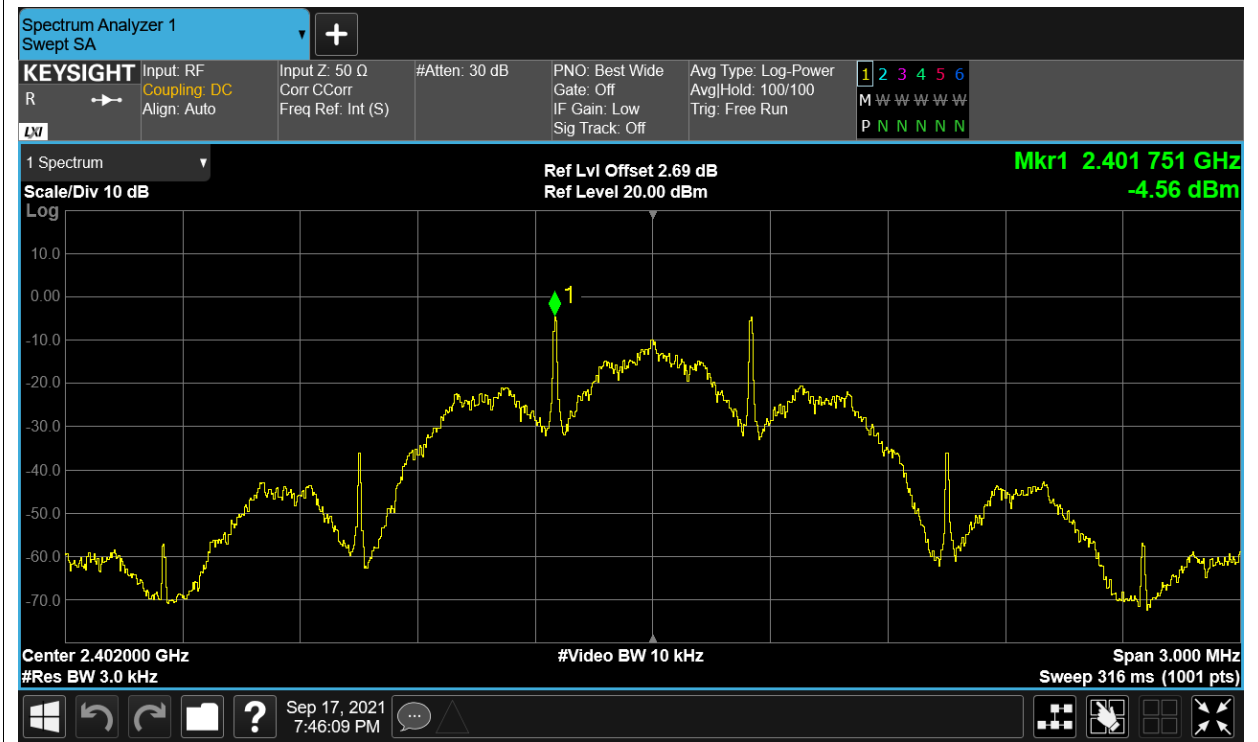 Spectrum Analyzer 1
Swept SA
+
KEYSIGHT
R
LXI
Input: RF
Coupling: DC
Align: Auto
Input Z: 50 Ω
Corr CCorr
Freq Ref: Int (S)
#Atten: 30 dB
PNO: Best Wide
Gate: Off
IF Gain: Low
Sig Track: Off
Avg Type: Log-Power
Avg|Hold: 100/100
Trig: Free Run
1 2 3 4 5 6
M W W W W W
P N N N N N
1 Spectrum
Scale/Div 10 dB
Ref Lvl Offset 2.69 dB
Ref Level 20.00 dBm
Mkr1 2.401 751 GHz
-4.56 dBm
Log
10.0
0.00
-10.0
-20.0
-30.0
-40.0
-50.0
-60.0
-70.0
1
Center 2.402000 GHz
#Res BW 3.0 kHz
#Video BW 10 kHz
Span 3.000 MHz
Sweep 316 ms (1001 pts)
?
Sep 17, 2021
7:46:09 PM